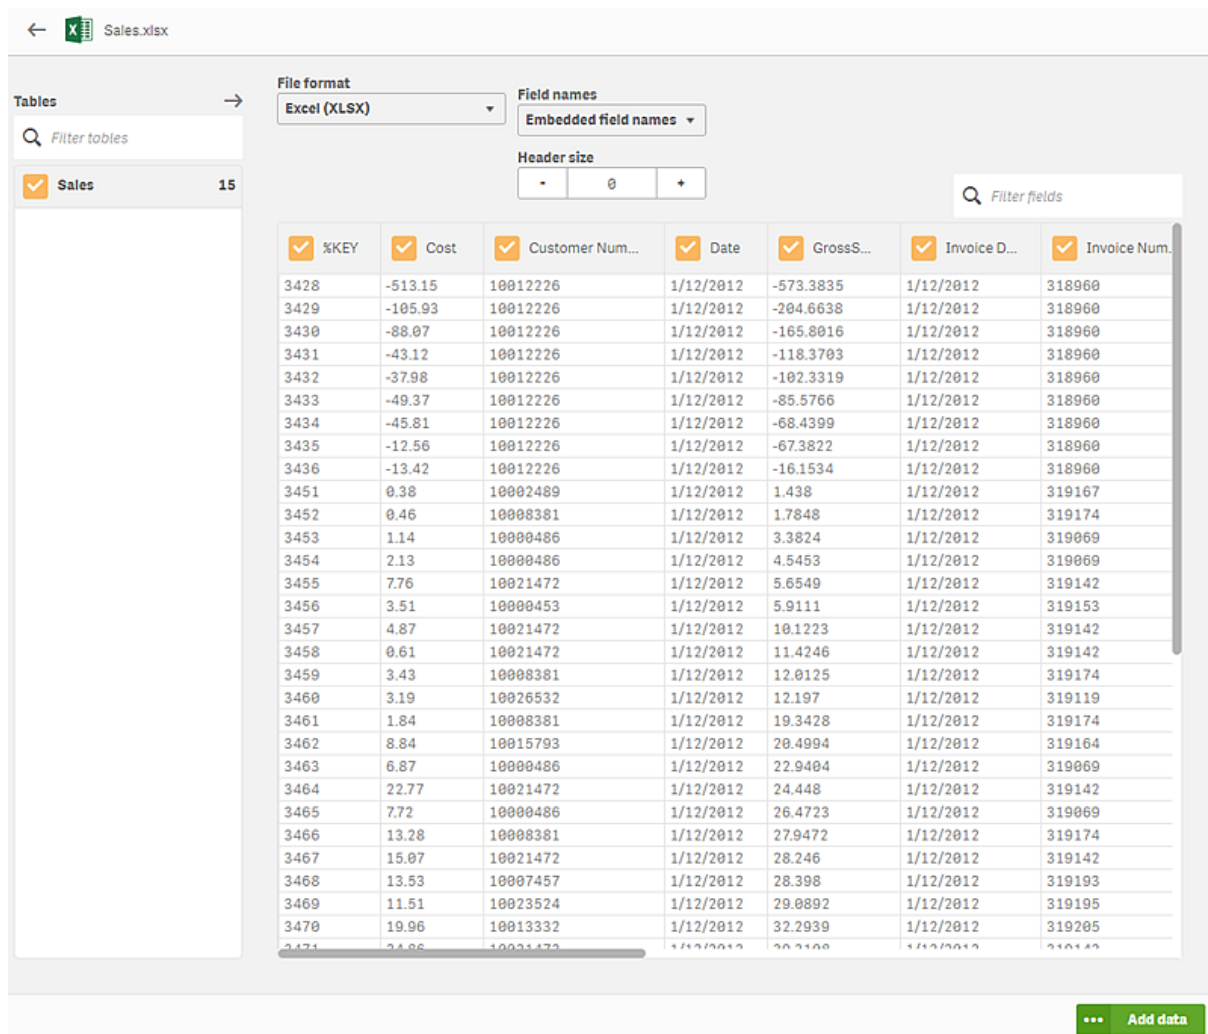 Sales.xlsx
Tables
Filter tables
Sales 15
File format
Excel (XLSX)
Field names
Embedded field names
Header size
- 0 +
Filter fields
%KEY Cost Customer Num... Date GrossS... Invoice D... Invoice Num.
3428 -513.15 10012226 1/12/2012 -573.3835 1/12/2012 318960
3429 -105.93 10012226 1/12/2012 -204.6638 1/12/2012 318960
3430 -88.07 10012226 1/12/2012 -165.8016 1/12/2012 318960
3431 -43.12 10012226 1/12/2012 -118.3703 1/12/2012 318960
3432 -37.98 10012226 1/12/2012 -102.3319 1/12/2012 318960
3433 -49.37 10012226 1/12/2012 -85.5766 1/12/2012 318960
3434 -45.81 10012226 1/12/2012 -68.4399 1/12/2012 318960
3435 -12.56 10012226 1/12/2012 -67.3822 1/12/2012 318960
3436 -13.42 10012226 1/12/2012 -16.1534 1/12/2012 318960
3451 0.38 10002489 1/12/2012 1.438 1/12/2012 319167
3452 0.46 10008381 1/12/2012 1.7848 1/12/2012 319174
3453 1.14 10000486 1/12/2012 3.3824 1/12/2012 319069
3454 2.13 10000486 1/12/2012 4.5453 1/12/2012 319069
3455 7.76 10021472 1/12/2012 5.6549 1/12/2012 319142
3456 3.51 10000453 1/12/2012 5.9111 1/12/2012 319153
3457 4.87 10021472 1/12/2012 10.1223 1/12/2012 319142
3458 0.61 10021472 1/12/2012 11.4246 1/12/2012 319142
3459 3.43 10008381 1/12/2012 12.0125 1/12/2012 319174
3460 3.19 10026532 1/12/2012 12.197 1/12/2012 319119
3461 1.84 10008381 1/12/2012 19.3428 1/12/2012 319174
3462 8.84 10015793 1/12/2012 20.4994 1/12/2012 319164
3463 6.87 10000486 1/12/2012 22.9404 1/12/2012 319069
3464 22.77 10021472 1/12/2012 24.448 1/12/2012 319142
3465 7.72 10000486 1/12/2012 26.4723 1/12/2012 319069
3466 13.28 10008381 1/12/2012 27.9472 1/12/2012 319174
3467 15.07 10021472 1/12/2012 28.246 1/12/2012 319142
3468 13.53 10007457 1/12/2012 28.398 1/12/2012 319193
3469 11.51 10023524 1/12/2012 29.0892 1/12/2012 319195
3470 19.96 10013332 1/12/2012 32.2939 1/12/2012 319205
••• Add data